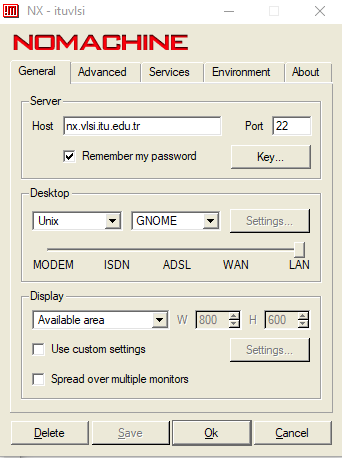 !M NX - ituvlsi
NOMACHINE
General Advanced Services Environment About
Server
Host nx.vlsi.itu.edu.tr Port 22
Remember my password Key...
Desktop
Unix GNOME Settings...
MODEM ISDN ADSL WAN LAN
Display
Available area W 800 H 600
Use custom settings Settings...
Spread over multiple monitors
Delete Save Ok Cancel